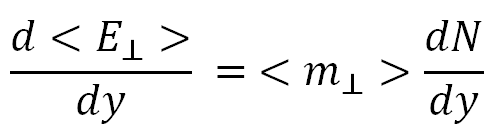 d < E⊥ > / dy = < m⊥ > dN / dy